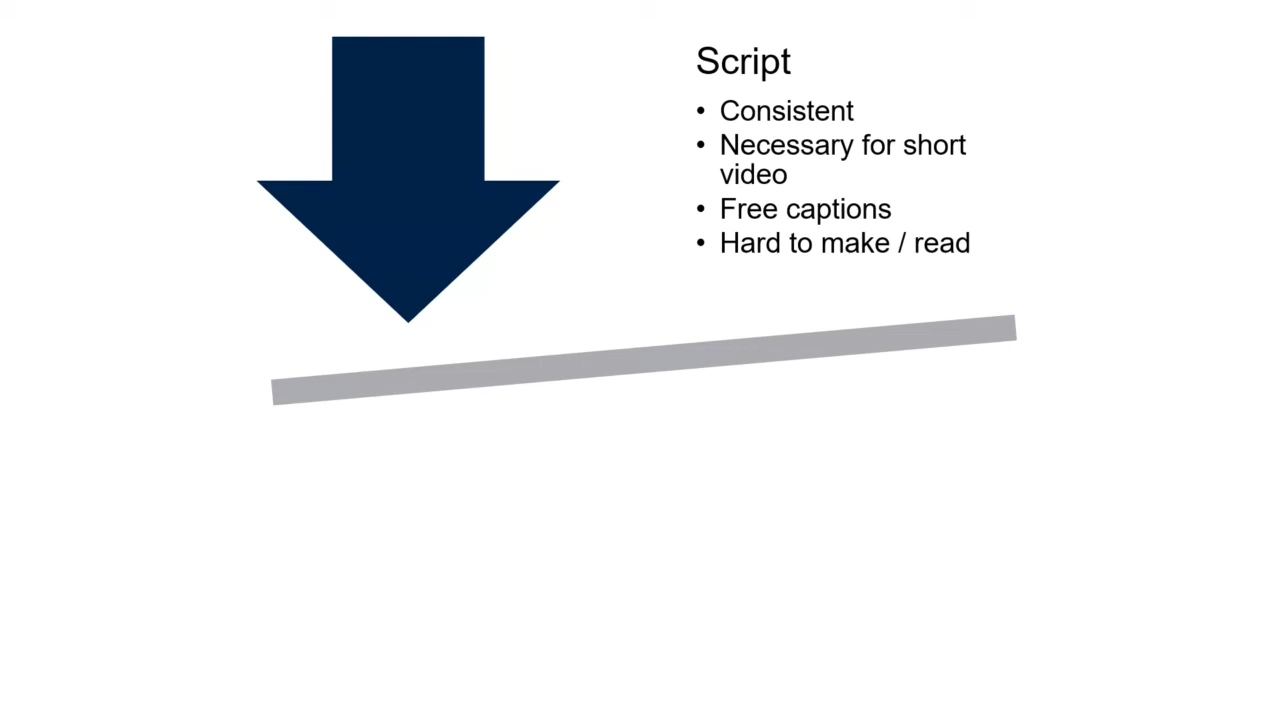 Script
• Consistent
• Necessary for short
video
• Free captions
• Hard to make / read